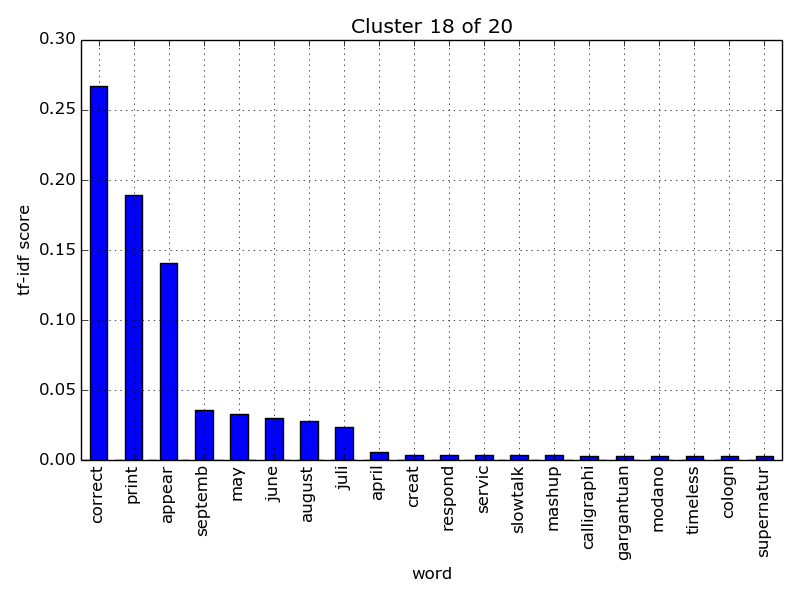 Cluster 18 of 20
0.30
0.25
0.20
0.15
0.10
0.05
0.00
tf-idf score
correct
print
appear
septemb
may
june
august
juli
april
creat
respond
servic
slowtalk
mashup
calligraphi
gargantuan
modano
timeless
cologn
supernatur
word